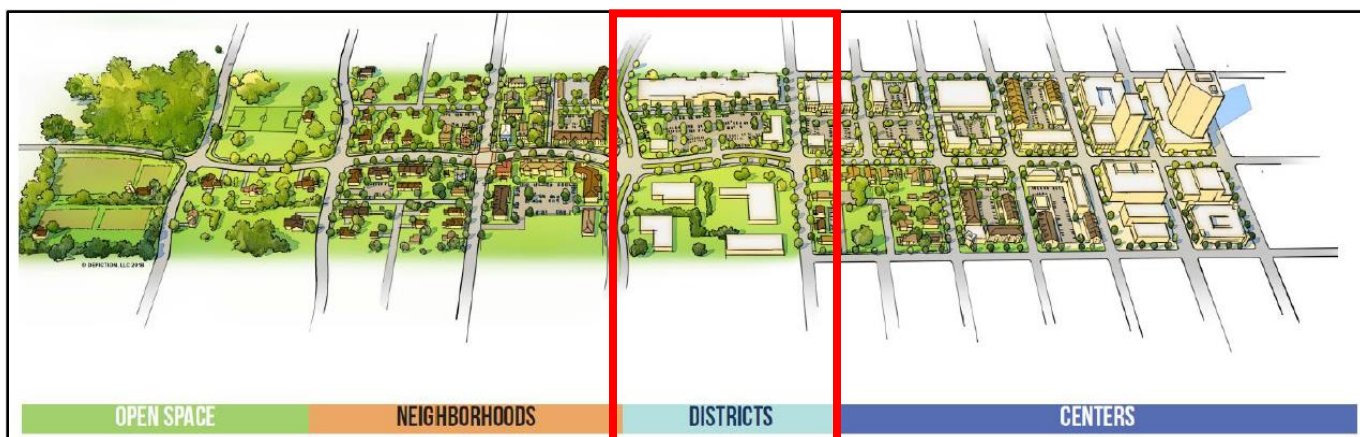 © DEPICTION, LLC 2018
OPEN SPACE
NEIGHBORHOODS
DISTRICTS
CENTERS